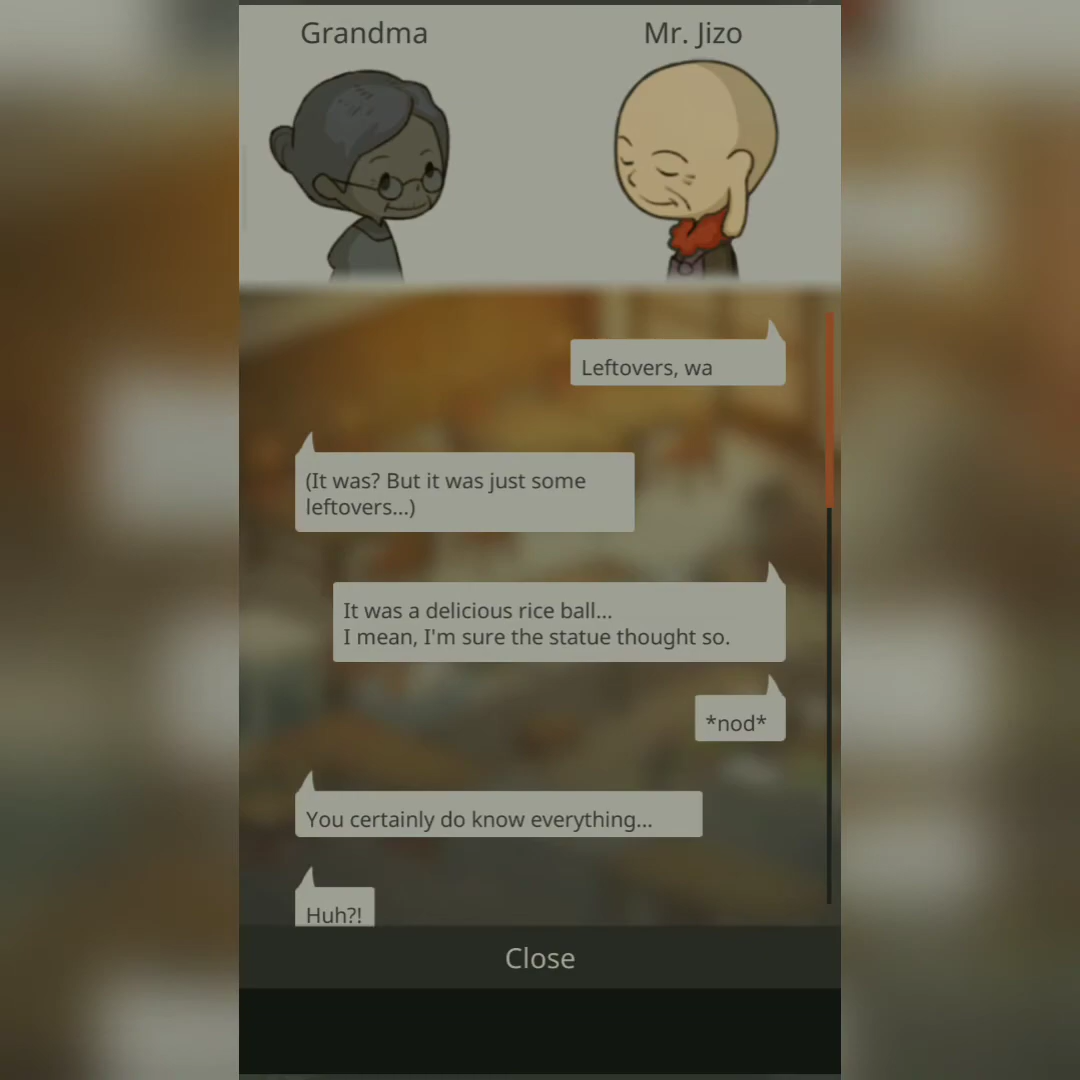 Grandma
Mr. Jizo
Leftovers, wa
(It was? But it was just some
leftovers...)
It was a delicious rice ball...
I mean, I'm sure the statue thought so.
*nod*
You certainly do know everything...
Huh?!
Close